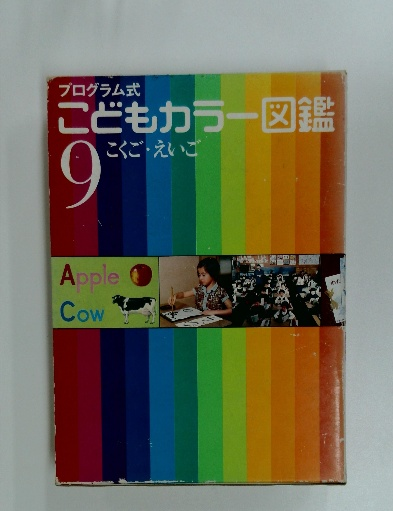 プログラム式
こどもカラー図鑑
9 こくご・えいご
Apple
Cow